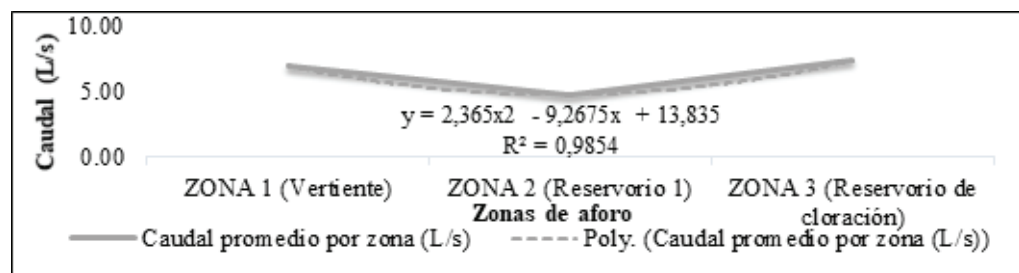 10.00
5.00
0.00
Caudal (L/s)
y = 2,365x2 - 9,2675x + 13,835
R² = 0,9854
ZONA 1 (Vertiente)
ZONA 2 (Reservorio 1)
ZONA 3 (Reservorio de
cloración)
Zonas de aforo
Caudal promedio por zona (L/s)
Poly. (Caudal promedio por zona (L/s))